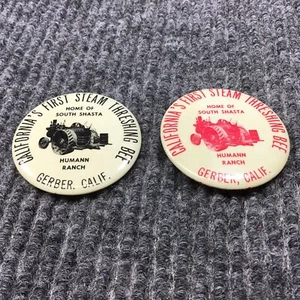 CALIFORNIA'S FIRST STEAM THRESHING BEE
HOME OF
SOUTH SHASTA
HUMANN
RANCH
GERBER, CALIF.
CALIFORNIA'S FIRST STEAM THRESHING BEE
HOME OF
SOUTH SHASTA
HUMANN
RANCH
GERBER, CALIF.